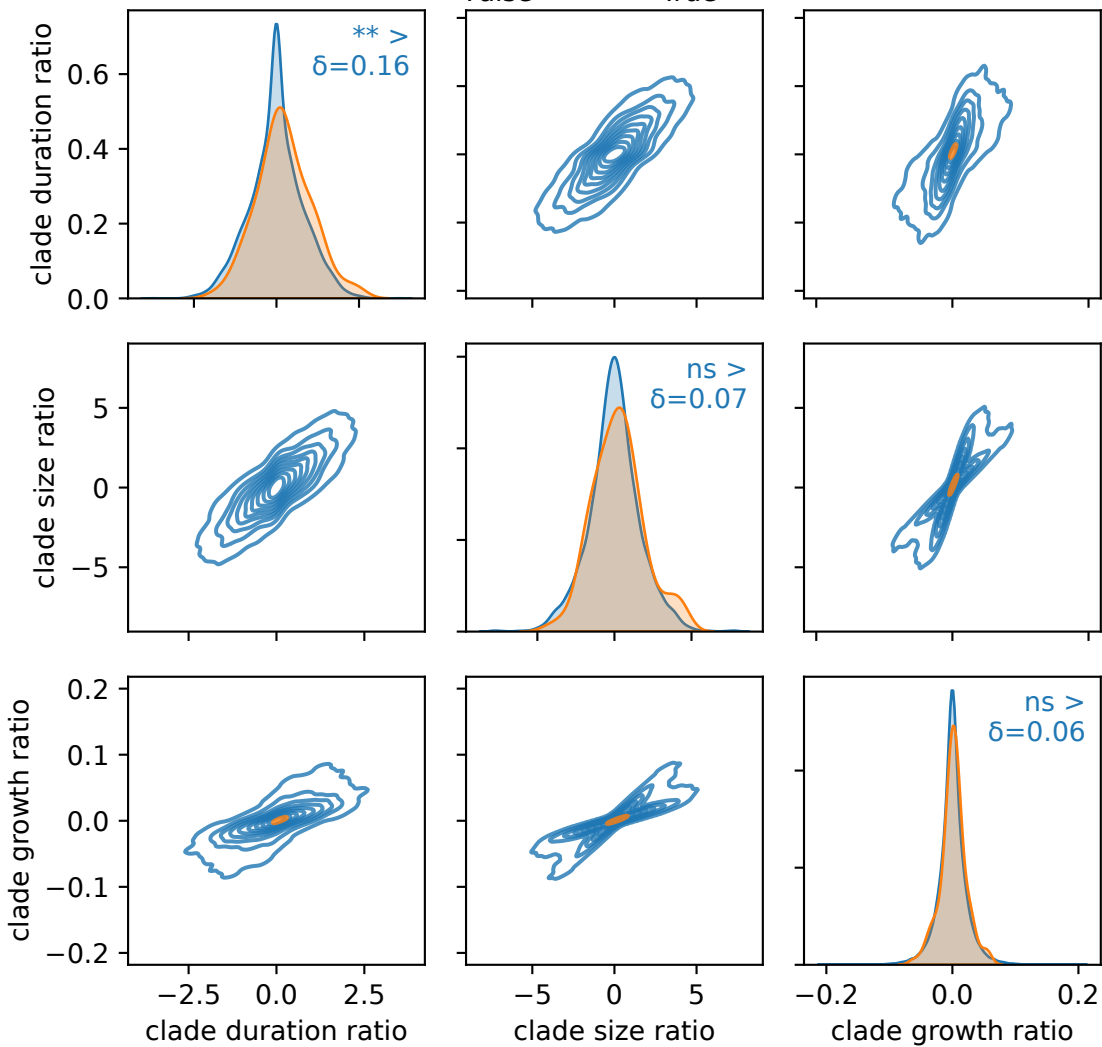 False True
clade duration ratio
0.6
0.4
0.2
0.0
** >
δ=0.16
clade size ratio
5
0
−5
ns >
δ=0.07
clade growth ratio
0.2
0.1
0.0
−0.1
−0.2
ns >
δ=0.06
−2.5 0.0 2.5
−5 0 5
−0.2 0.0 0.2
clade duration ratio
clade size ratio
clade growth ratio